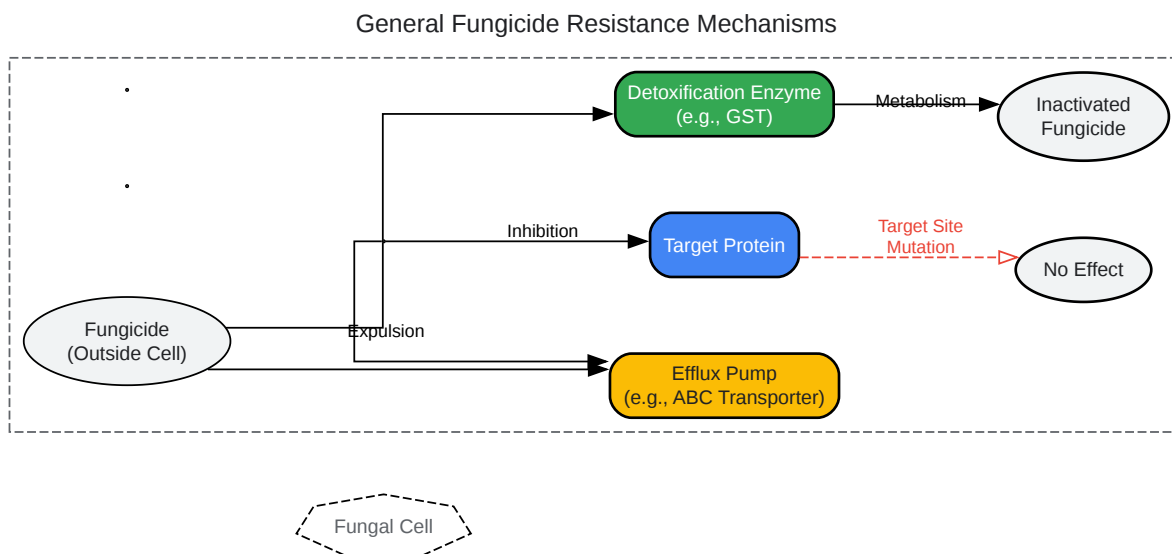 General Fungicide Resistance Mechanisms
Detoxification Enzyme
(e.g., GST)
Metabolism
Inactivated
Fungicide
Inhibition
Target Protein
Target Site
Mutation
No Effect
Fungicide
(Outside Cell)
Expulsion
Efflux Pump
(e.g., ABC Transporter)
Fungal Cell